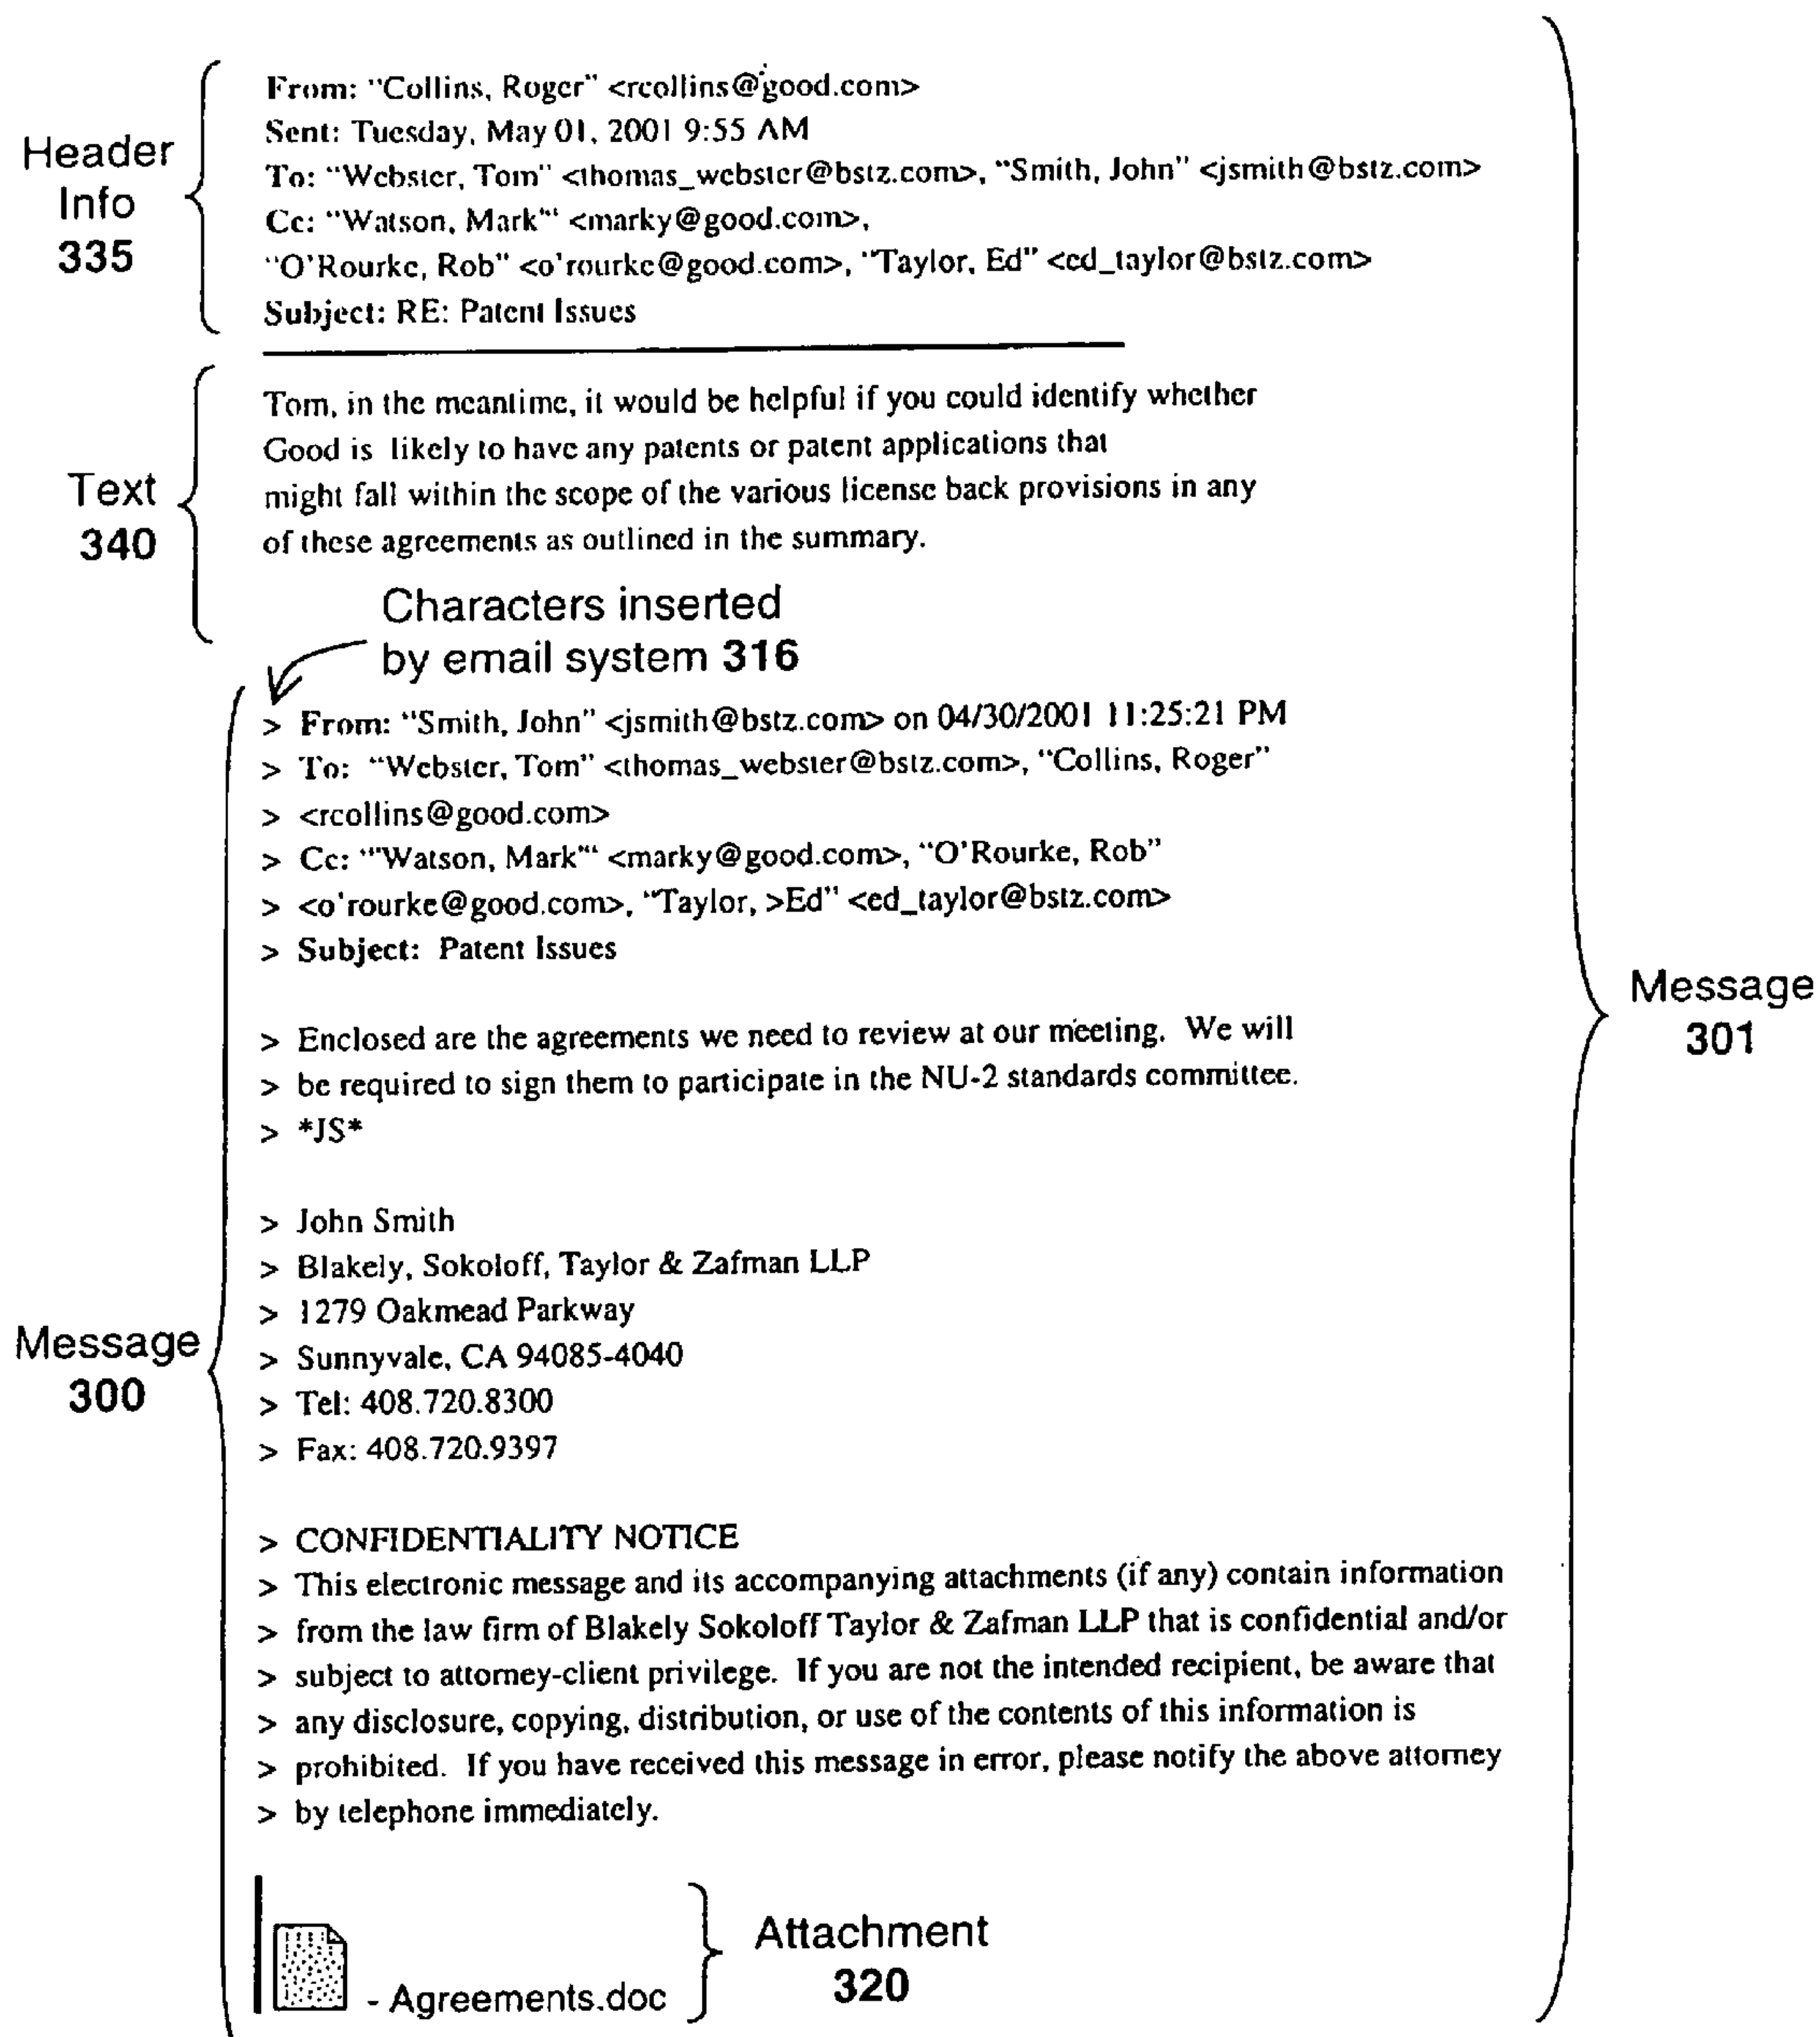 From: "Collins, Roger" <rcollins@good.com>
Sent: Tuesday, May 01, 2001 9:55 AM
To: "Webster, Tom" <thomas_webster@bstz.com>, "Smith, John" <jsmith@bstz.com>
Cc: "Watson, Mark"' <marky@good.com>,
"O'Rourke, Rob" <o'rourke@good.com>, "Taylor, Ed" <ed_taylor@bstz.com>
Subject: RE: Patent Issues
Header
Info
335
Tom, in the meantime, it would be helpful if you could identify whether
Good is likely to have any patents or patent applications that
might fall within the scope of the various license back provisions in any
of these agreements as outlined in the summary.
Text
340
Characters inserted
by email system 316
> From: "Smith, John" <jsmith@bstz.com> on 04/30/2001 11:25:21 PM
> To: "Webster, Tom" <thomas_webster@bstz.com>, "Collins, Roger"
> <rcollins@good.com>
> Cc: "'Watson, Mark"' <marky@good.com>, "O'Rourke, Rob"
> <o'rourke@good.com>, "Taylor, >Ed" <ed_taylor@bstz.com>
> Subject: Patent Issues
> Enclosed are the agreements we need to review at our meeting. We will
> be required to sign them to participate in the NU-2 standards committee.
> *JS*
> John Smith
> Blakely, Sokoloff, Taylor & Zafman LLP
> 1279 Oakmead Parkway
> Sunnyvale, CA 94085-4040
> Tel: 408.720.8300
> Fax: 408.720.9397
> CONFIDENTIALITY NOTICE
> This electronic message and its accompanying attachments (if any) contain information
> from the law firm of Blakely Sokoloff Taylor & Zafman LLP that is confidential and/or
> subject to attorney-client privilege. If you are not the intended recipient, be aware that
> any disclosure, copying, distribution, or use of the contents of this information is
> prohibited. If you have received this message in error, please notify the above attorney
> by telephone immediately.
Message
300
- Agreements.doc
Attachment
320
Message
301